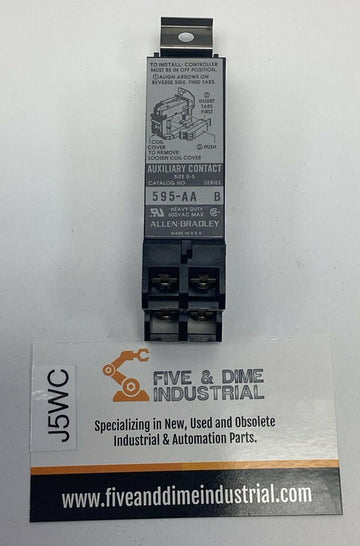 TO INSTALL: CONTROLLER
MUST BE IN OFF POSITION.
①ALIGN ARROWS ON
REVERSE SIDE. FIND TABS.
②
INSERT
TABS
FIRST
COIL
COVER
③ PUSH
TO REMOVE:
LOOSEN COIL COVER
AUXILIARY CONTACT
SIZE 0-5
CATALOG NO SERIES
595-AA B
HEAVY DUTY
600VAC MAX.
ALLEN-BRADLEY
MADE IN U.S.A.
J5WC
FIVE & DIME
INDUSTRIAL
Specializing in New, Used and Obsolete
Industrial & Automation Parts.
www.fiveanddimeindustrial.com